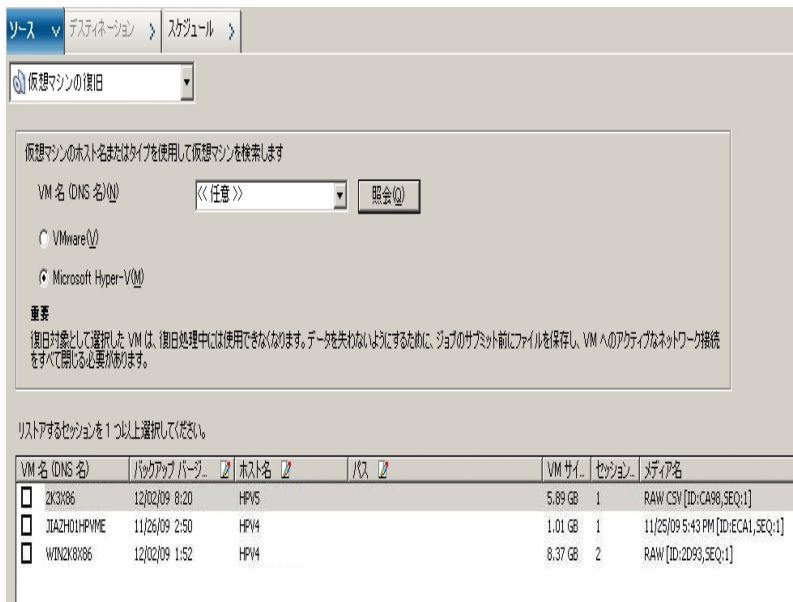 ソース デスティネーション スケジュール
仮想マシンの復旧
仮想マシンのホスト名またはタイプを使用して仮想マシンを検索します
VM 名 (DNS 名)(N) << 任意 >> 照会(Q)
VMware(V)
Microsoft Hyper-V(M)
重要
復旧対象として選択した VM は、復旧処理中には使用できなくなります。データを失わないようにするために、ジョブのサブミット前にファイルを保存し、VM へのアクティブなネットワーク接続
をすべて閉じる必要があります。
リストアするセッションを 1 つ以上選択してください。
VM 名 (DNS 名) バックアップ バージ... ホスト名 パス VM サイ... セッション... メディア名
2K3X86 12/02/09 8:20 HPV5 5.89 GB 1 RAW CSV [ID:CA98,SEQ:1]
JIAZH01HPVME 11/26/09 2:50 HPV4 1.01 GB 1 11/25/09 5:43 PM [ID:ECA1,SEQ:1]
WIN2K8X86 12/02/09 1:52 HPV4 8.37 GB 2 RAW [ID:2D93,SEQ:1]